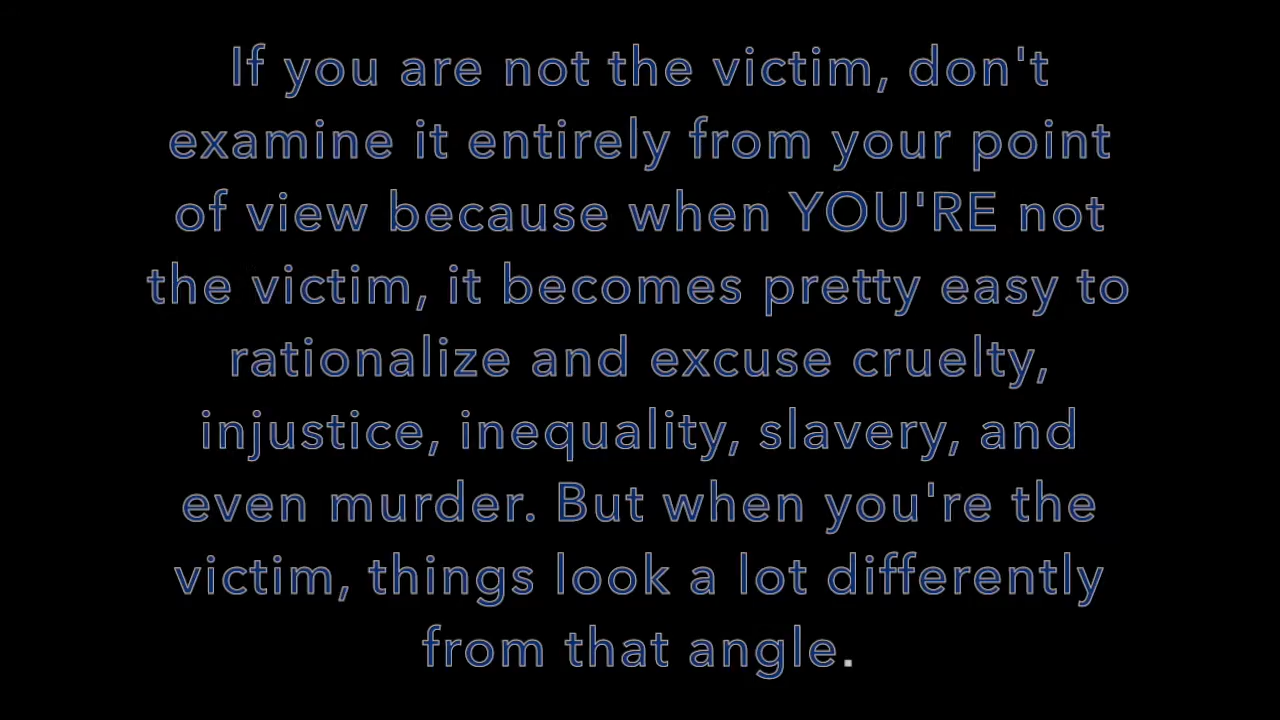 If you are not the victim, don't
examine it entirely from your point
of view because when YOU'RE not
the victim, it becomes pretty easy to
rationalize and excuse cruelty,
injustice, inequality, slavery, and
even murder. But when you're the
victim, things look a lot differently
from that angle.